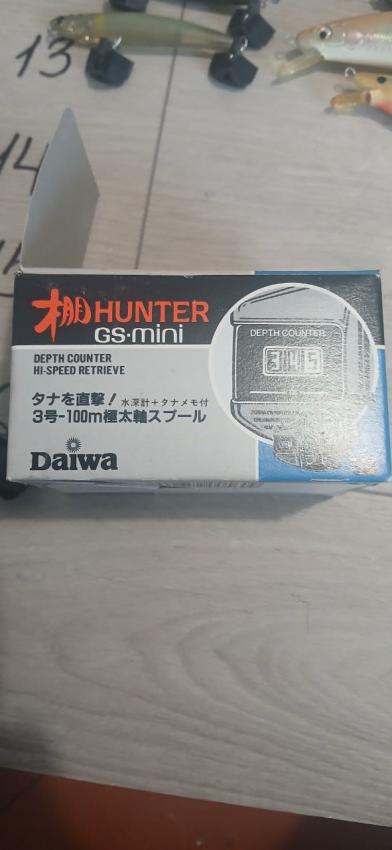 13
14
棚HUNTER
GS-mini
DEPTH COUNTER
HI-SPEED RETRIEVE
タナを直撃! 水深計+タナメモ付
3号-100m極太軸スプール
Daiwa
DEPTH COUNTER